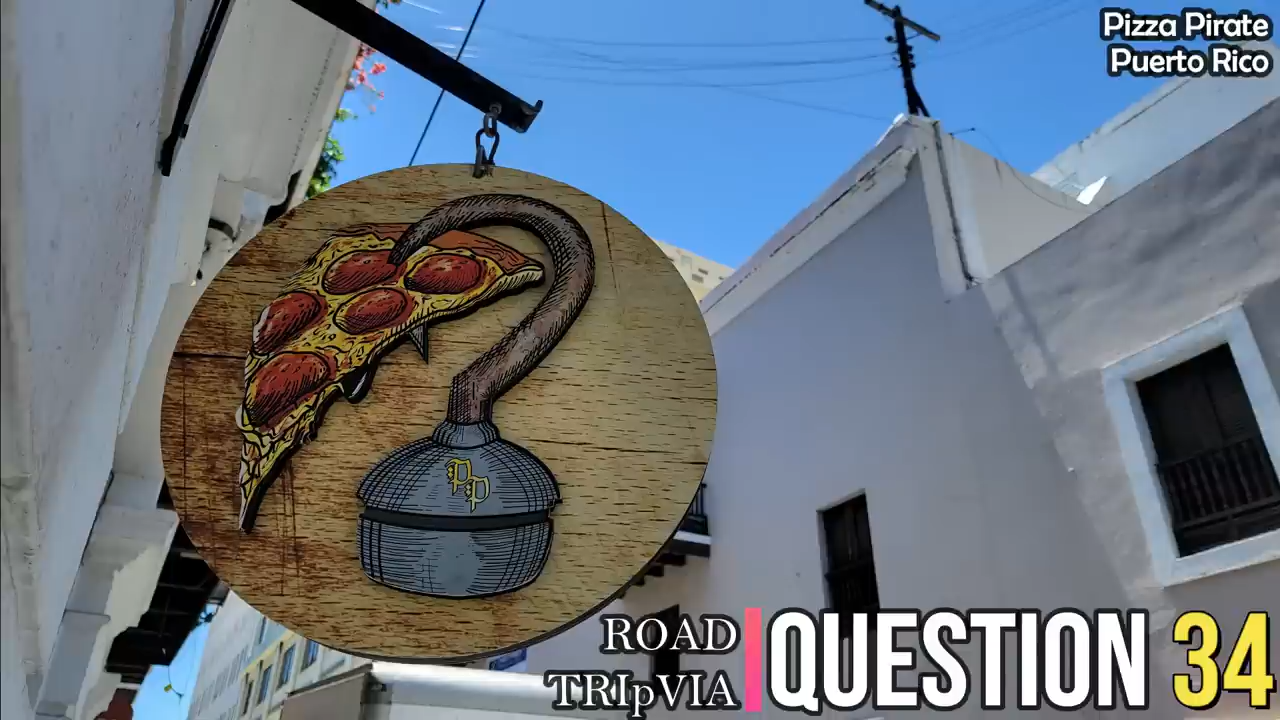 Pizza Pirate
Puerto Rico
PP
ROAD
TRIpVIA
QUESTION 34